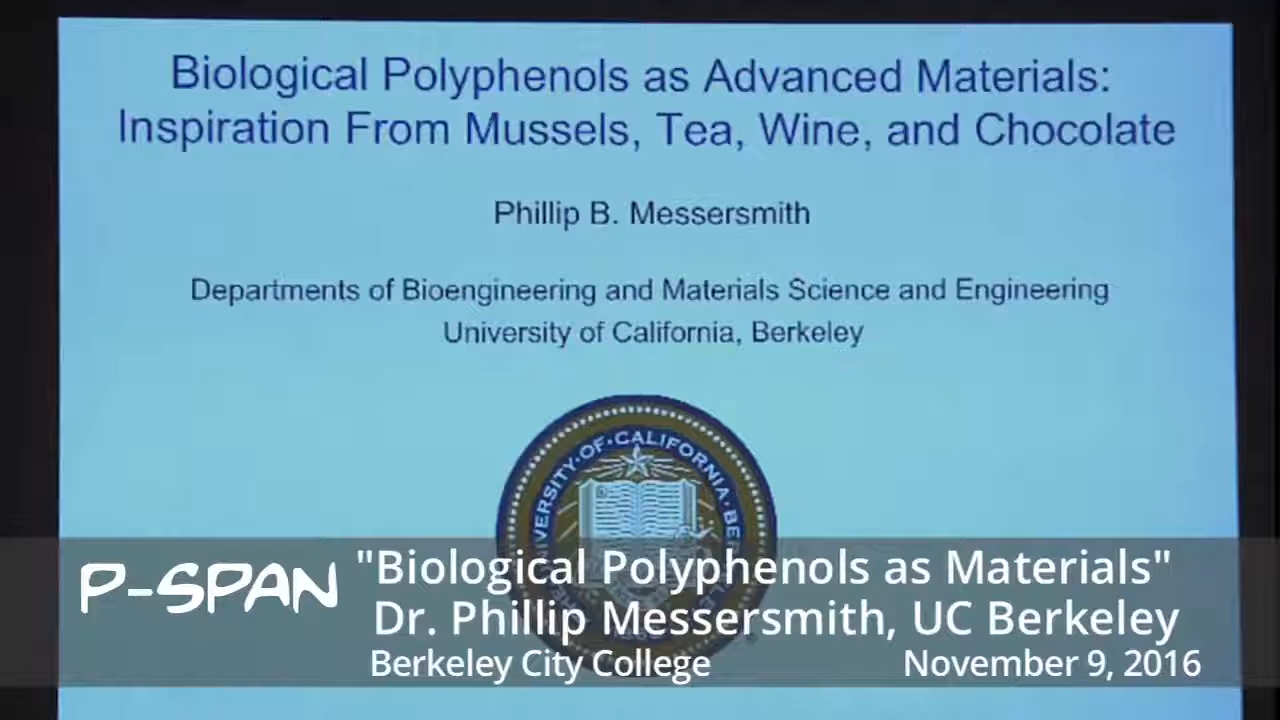 Biological Polyphenols as Advanced Materials:
Inspiration From Mussels, Tea, Wine, and Chocolate
Phillip B. Messersmith
Departments of Bioengineering and Materials Science and Engineering
University of California, Berkeley
OF·CALIFORNIA·
P-SPAN
"Biological Polyphenols as Materials"
Dr. Phillip Messersmith, UC Berkeley
Berkeley City College
November 9, 2016